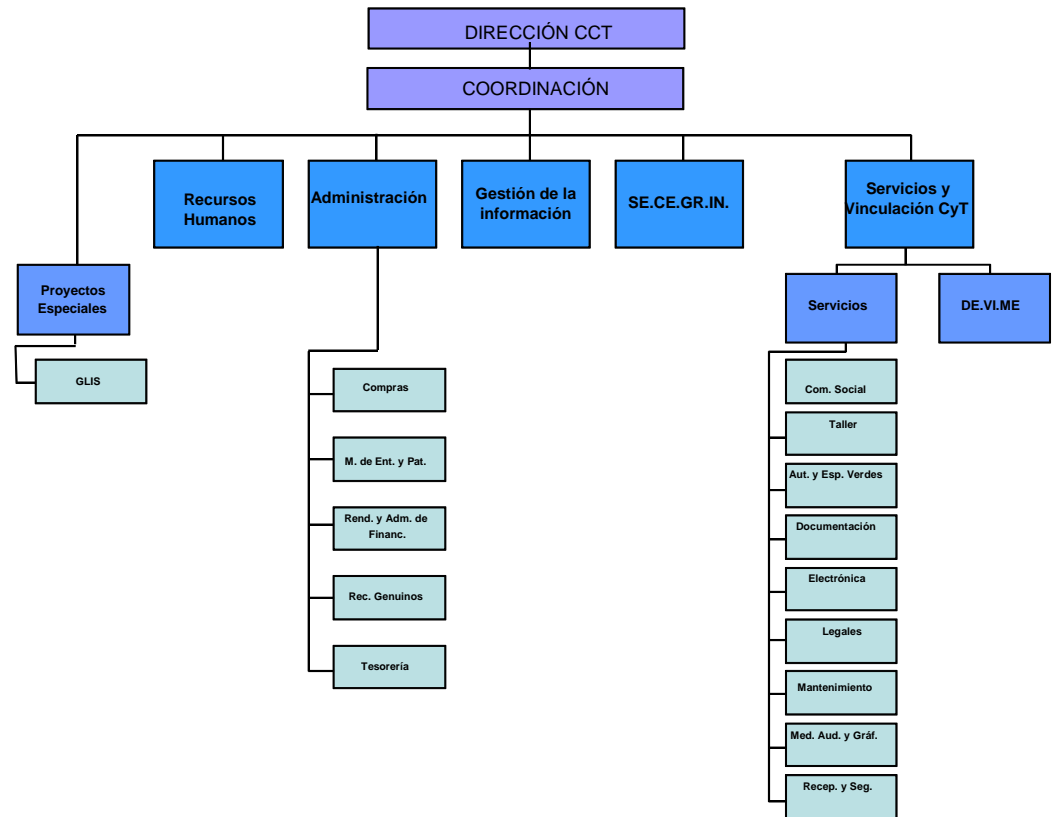 DIRECCIÓN CCT
COORDINACIÓN
Recursos
Humanos
Administración
Gestión de la
información
SE.CE.GR.IN.
Servicios y
Vinculación CyT
Proyectos
Especiales
Servicios
DE.VI.ME
GLIS
Compras
M. de Ent. y Pat.
Rend. y Adm. de
Financ.
Rec. Genuinos
Tesorería
Com. Social
Taller
Aut. y Esp. Verdes
Documentación
Electrónica
Legales
Mantenimiento
Med. Aud. y Gráf.
Recep. y Seg.